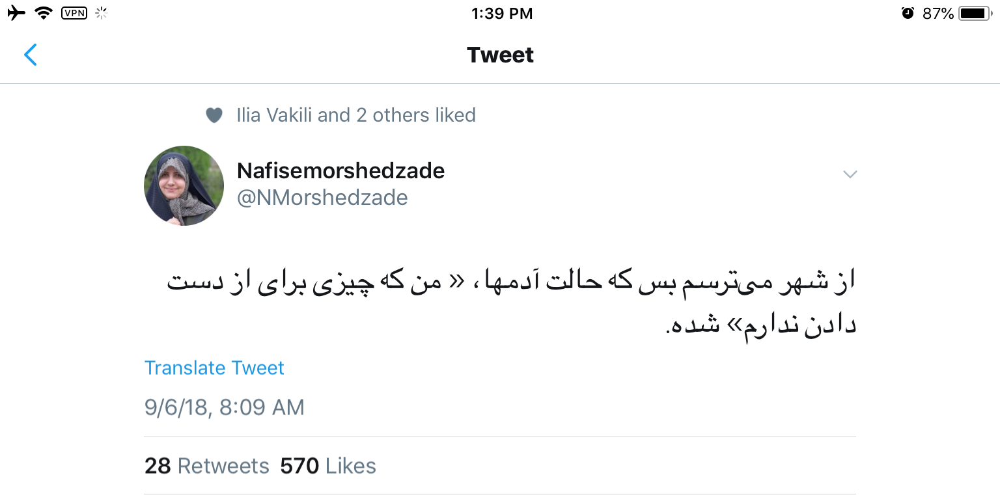 VPN
1:39 PM
87%
Tweet
Ilia Vakili and 2 others liked
Nafisemorshedzade
@NMorshedzade
از شهر می‌ترسم بس که حالت آدمها، « من که چیزی برای از دست
دادن ندارم» شده.
Translate Tweet
9/6/18, 8:09 AM
28 Retweets 570 Likes